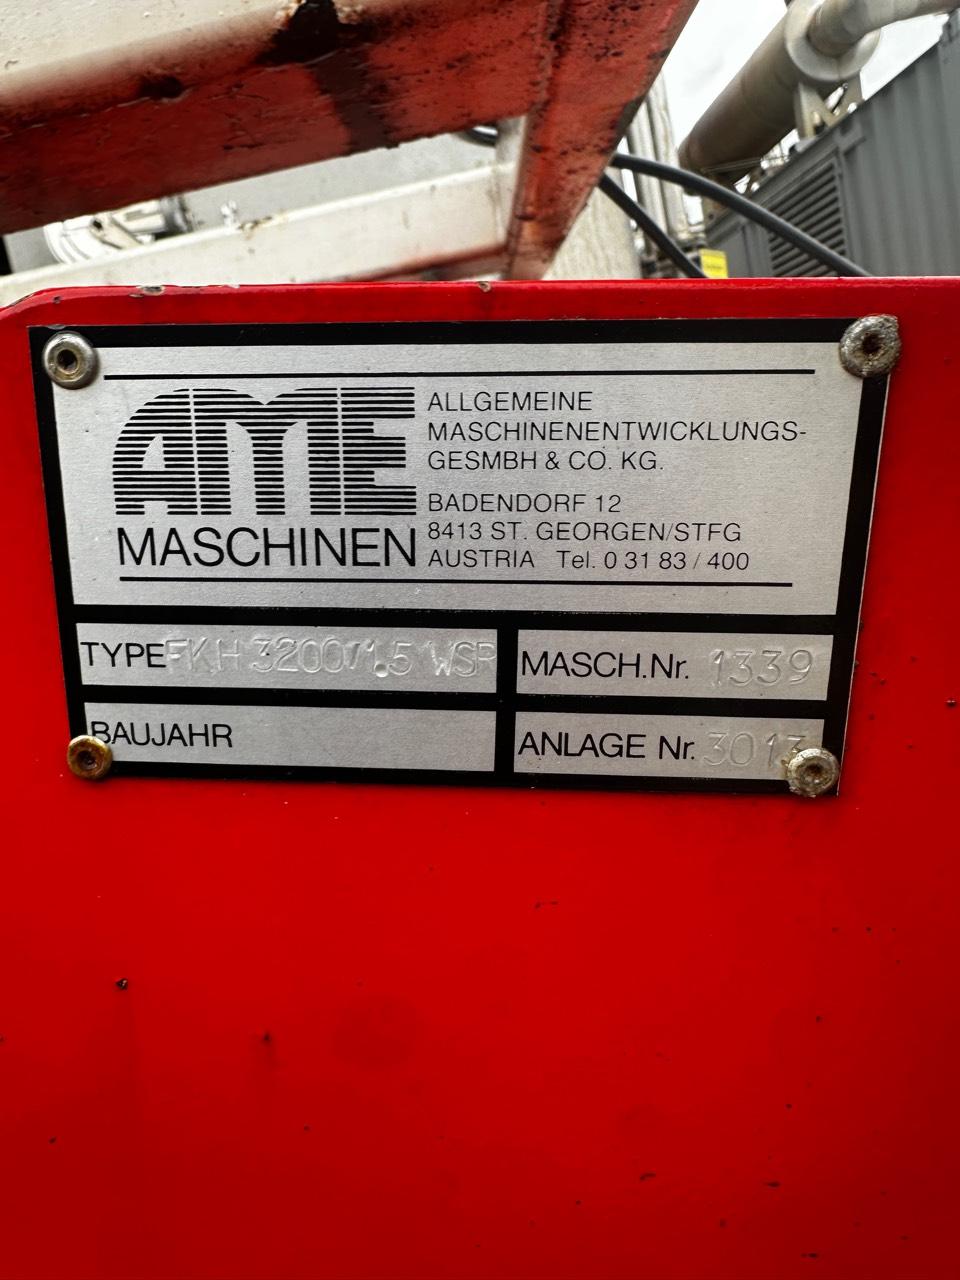 AME
MASCHINEN
ALLGEMEINE
MASCHINENENTWICKLUNGS-
GESMBH & CO. KG.
BADENDORF 12
8413 ST. GEORGEN/STFG
AUSTRIA Tel. 0 31 83 / 400
TYPE FKH 3200/1.5 WSP
MASCH.Nr. 1339
BAUJAHR
ANLAGE Nr. 3013